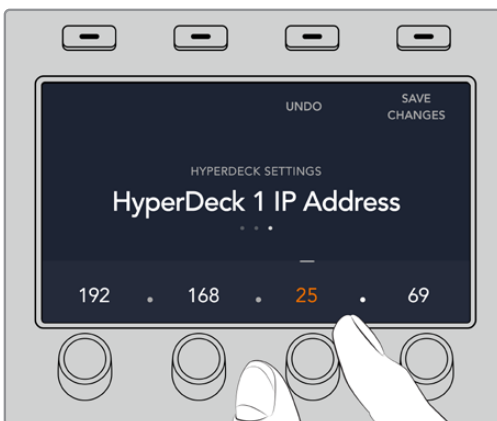 UNDO
SAVE
CHANGES
HYPERDECK SETTINGS
HyperDeck 1 IP Address
192 . 168 . 25 . 69